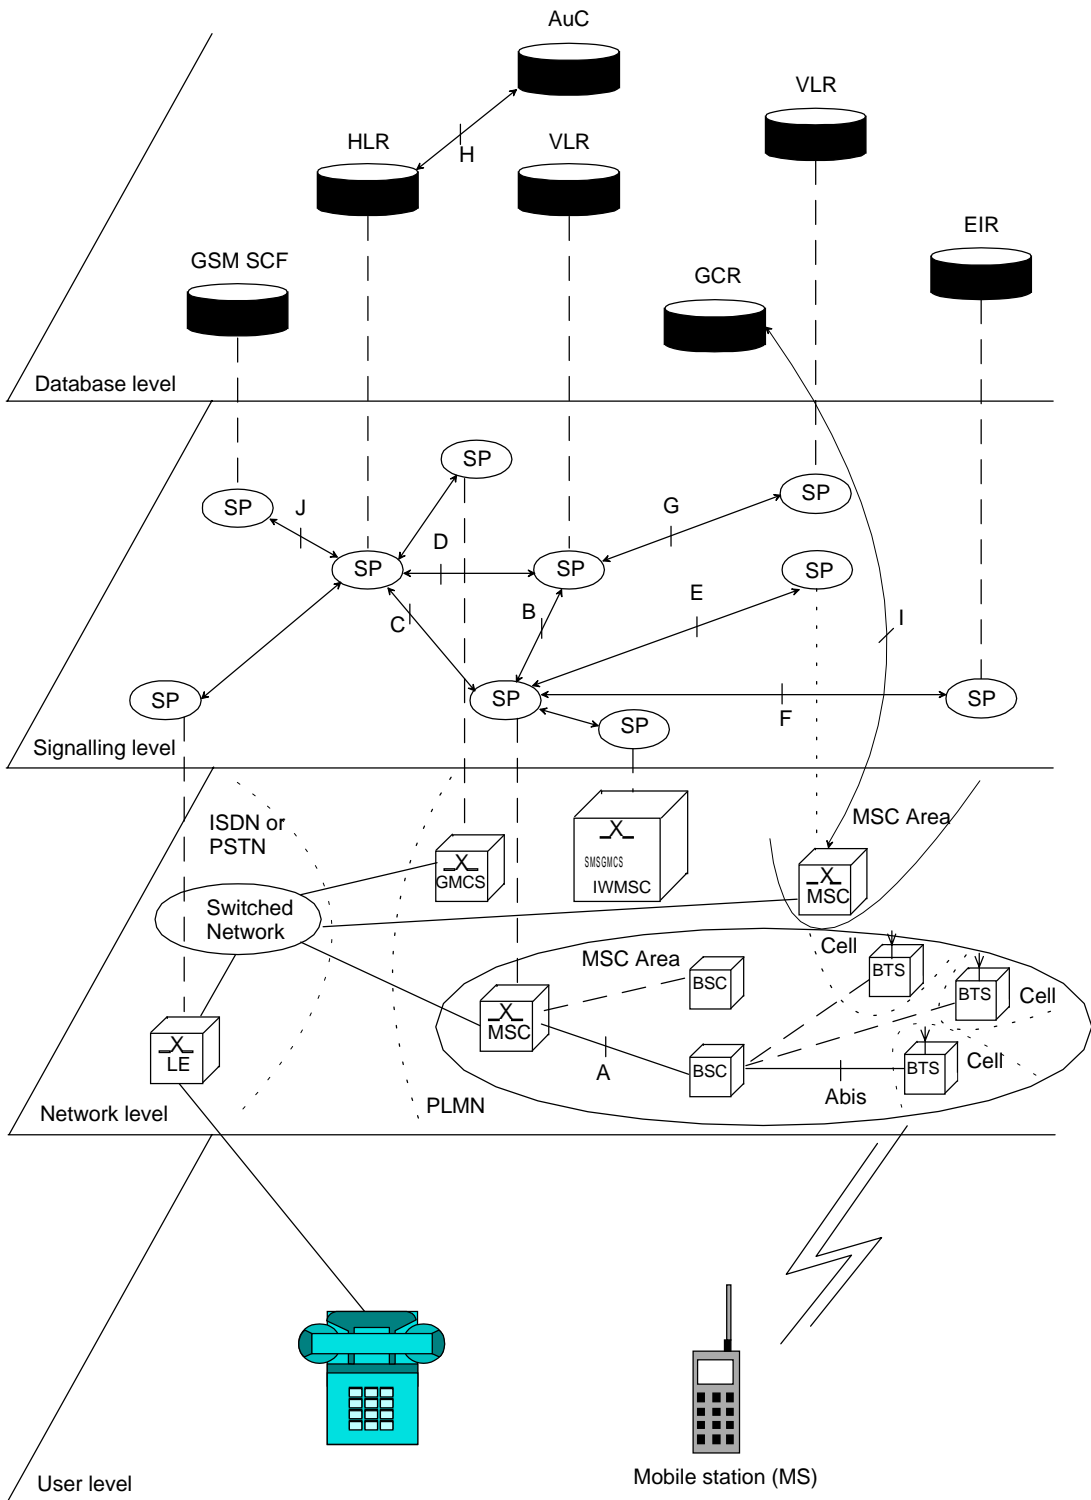 AuC
VLR
HLR
VLR
H
EIR
GSM SCF
GCR
Database level
SP
SP
SP
J
G
D
SP
SP
SP
E
B
C
I
SP
SP
SP
SP
F
Signalling level
ISDN or
PSTN
MSC Area
SMSGMCS
GMCS
IWMSC
MSC
Switched
Network
Cell
MSC Area
BTS
BSC
BTS
Cell
MSC
LE
A
BSC
BTS
Cell
Abis
PLMN
Network level
Mobile station (MS)
User level